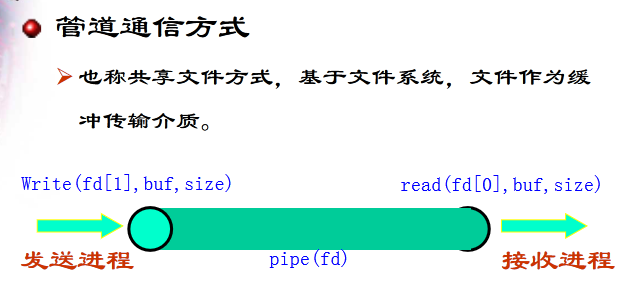 管道通信方式
也称共享文件方式，基于文件系统，文件作为缓
冲传输介质。
Write(fd[1],buf,size)
read(fd[0],buf,size)
发送进程
pipe(fd)
接收进程